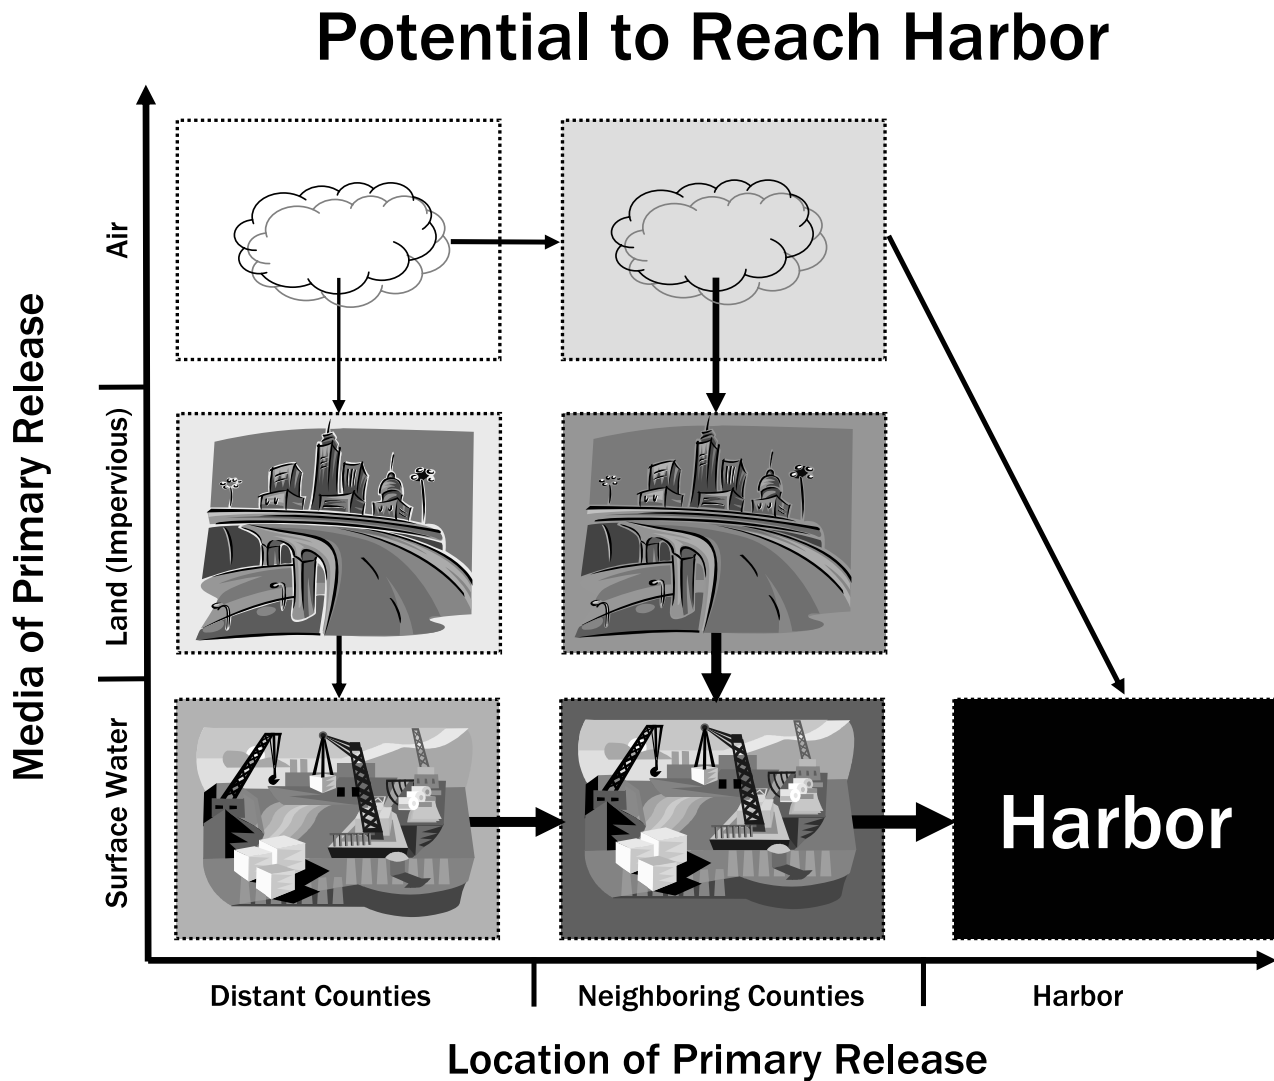 Potential to Reach Harbor
Media of Primary Release
Air
Land (Impervious)
Surface Water
Harbor
Distant Counties
Neighboring Counties
Harbor
Location of Primary Release